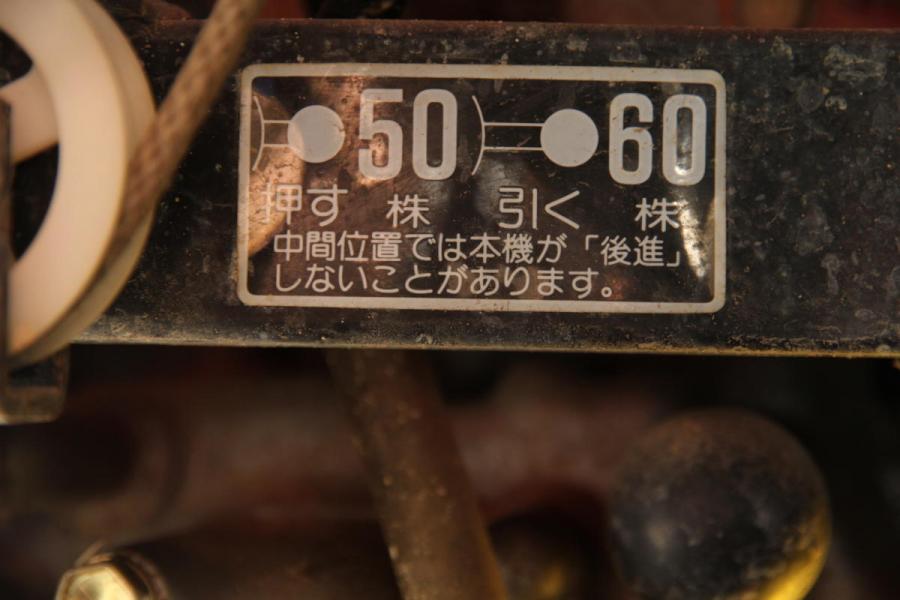 50 60
押す 株 引く 株
中間位置では本機が「後進」
しないことがあります。